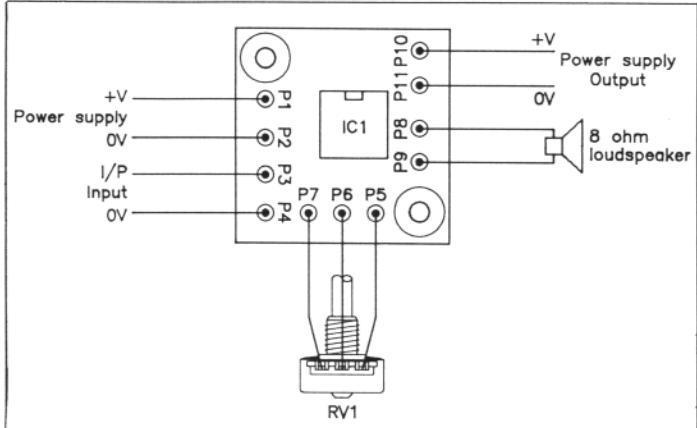 +V
Power supply
0V
I/P
Input
0V
P1
P2
P3
P4
IC1
P10
P11
P8
P9
P7 P6 P5
+V
Power supply
Output
0V
8 ohm
loudspeaker
RV1